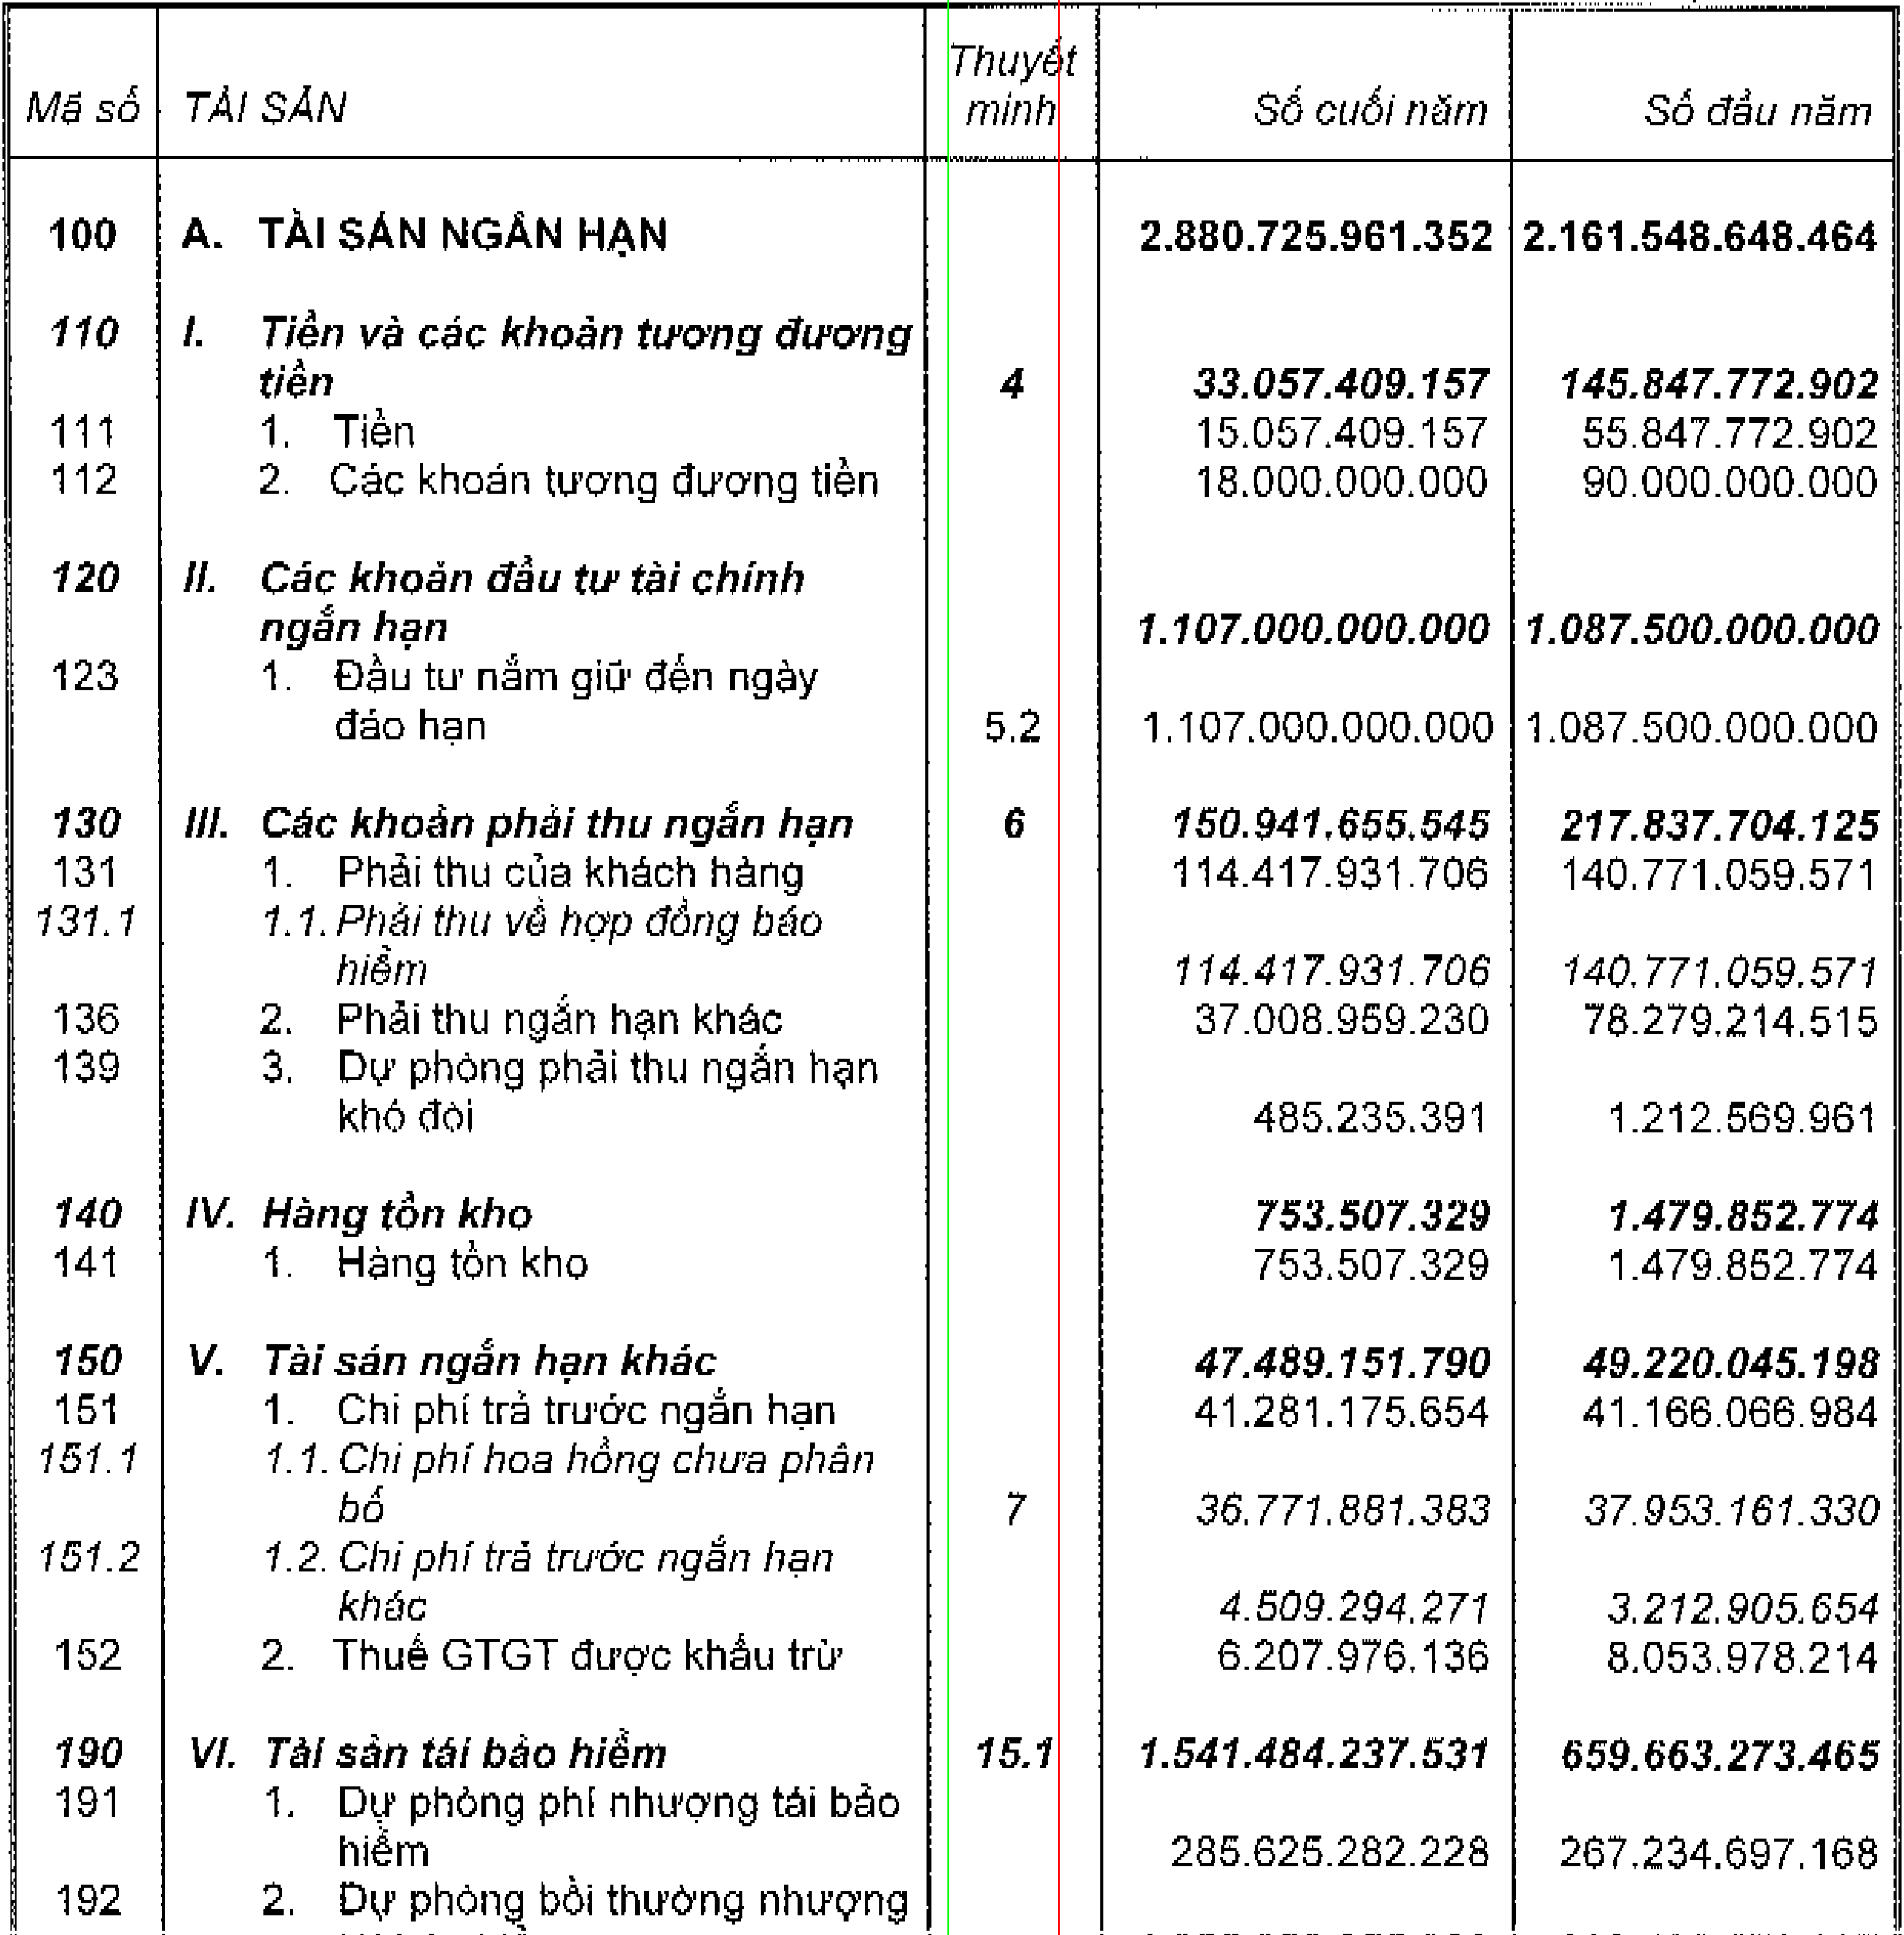 Thuyết
Mã số TÀI SẢN minh Số cuối năm Số đầu năm
100 A. TÀI SẢN NGẮN HẠN 2.880.725.961.352 2.161.548.648.464
110 I. Tiền và các khoản tương đương
tiền 4 33.057.409.157 145.847.772.902
111 1. Tiền 15.057.409.157 55.847.772.902
112 2. Các khoản tương đương tiền 18.000.000.000 90.000.000.000
120 II. Các khoản đầu tư tài chính
ngắn hạn 1.107.000.000.000 1.087.500.000.000
123 1. Đầu tư nắm giữ đến ngày
đáo hạn 5.2 1.107.000.000.000 1.087.500.000.000
130 III. Các khoản phải thu ngắn hạn 6 150.941.655.545 217.837.704.125
131 1. Phải thu của khách hàng 114.417.931.706 140.771.059.571
131.1 1.1. Phải thu về hợp đồng bảo
hiểm 114.417.931.706 140.771.059.571
136 2. Phải thu ngắn hạn khác 37.008.959.230 78.279.214.515
139 3. Dự phòng phải thu ngắn hạn
khó đòi 485.235.391 1.212.569.961
140 IV. Hàng tồn kho 753.507.329 1.479.852.774
141 1. Hàng tồn kho 753.507.329 1.479.852.774
150 V. Tài sản ngắn hạn khác 47.489.151.790 49.220.045.198
151 1. Chi phí trả trước ngắn hạn 41.281.175.654 41.166.066.984
151.1 1.1. Chi phí hoa hồng chưa phân
bổ 7 36.771.881.383 37.953.161.330
151.2 1.2. Chi phí trả trước ngắn hạn
khác 4.509.294.271 3.212.905.654
152 2. Thuế GTGT được khấu trừ 6.207.976.136 8.053.978.214
190 VI. Tài sản tái bảo hiểm 15.1 1.541.484.237.531 659.663.273.465
191 1. Dự phòng phí nhượng tái bảo
hiểm 285.625.282.228 267.234.697.168
192 2. Dự phòng bồi thường nhượng